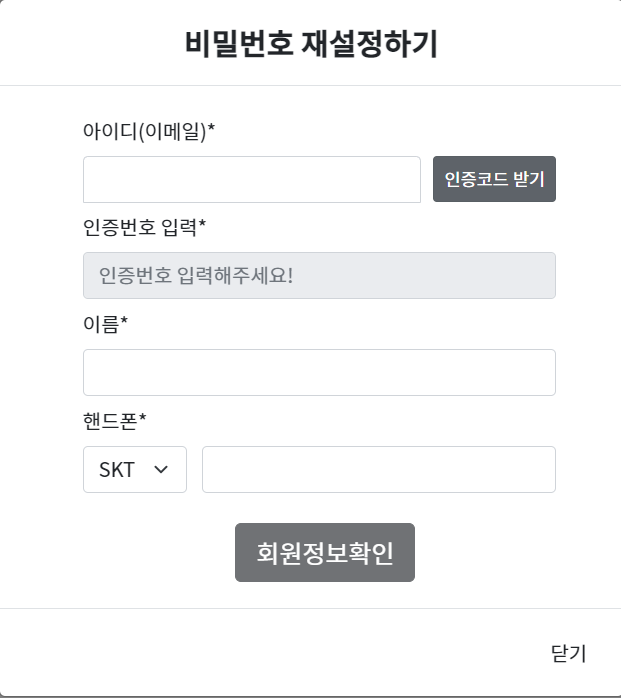 비밀번호 재설정하기
아이디(이메일)*
인증코드 받기
인증번호 입력*
인증번호 입력해주세요!
이름*
핸드폰*
SKT
회원정보확인
닫기